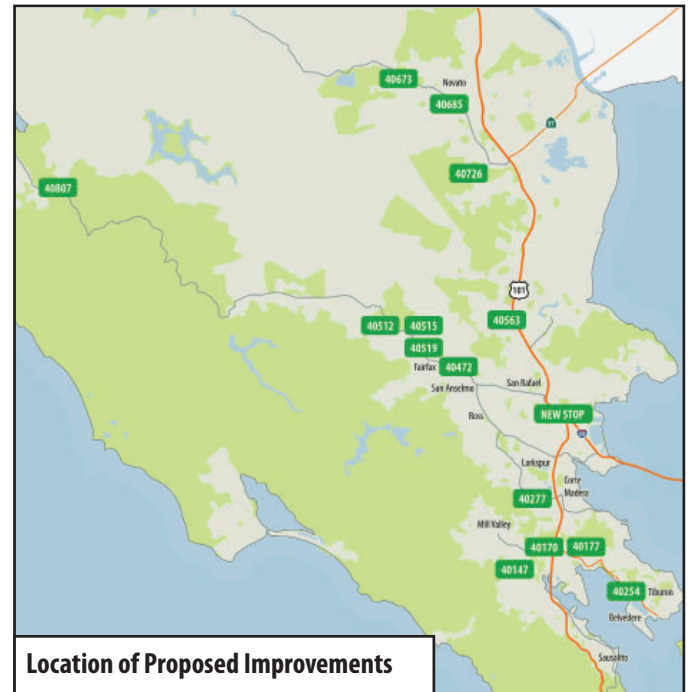 40673
Novato
40685
37
40726
40807
101
40563
40512
40515
40519
Fairfax
40472
San Anselmo
San Rafael
Ross
NEW STOP
Larkspur
Corte
Madera
40277
Mill Valley
40170
40177
40147
40254
Tiburon
Belvedere
Sausalito
Location of Proposed Improvements